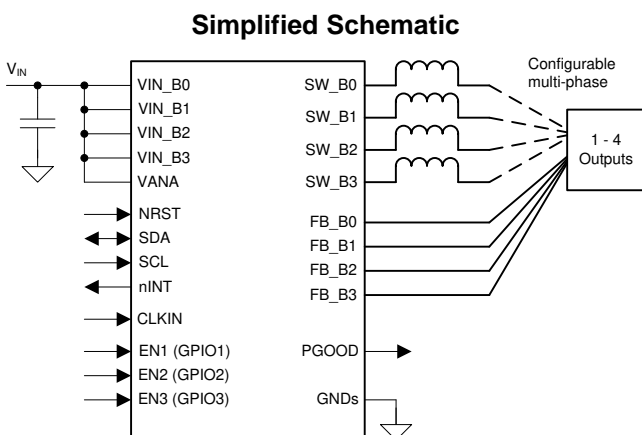 Simplified Schematic
VIN
VIN_B0
VIN_B1
VIN_B2
VIN_B3
VANA
NRST
SDA
SCL
nINT
CLKIN
EN1 (GPIO1)
EN2 (GPIO2)
EN3 (GPIO3)
SW_B0
SW_B1
SW_B2
SW_B3
FB_B0
FB_B1
FB_B2
FB_B3
PGOOD
GNDs
Configurable
multi-phase
1 - 4
Outputs